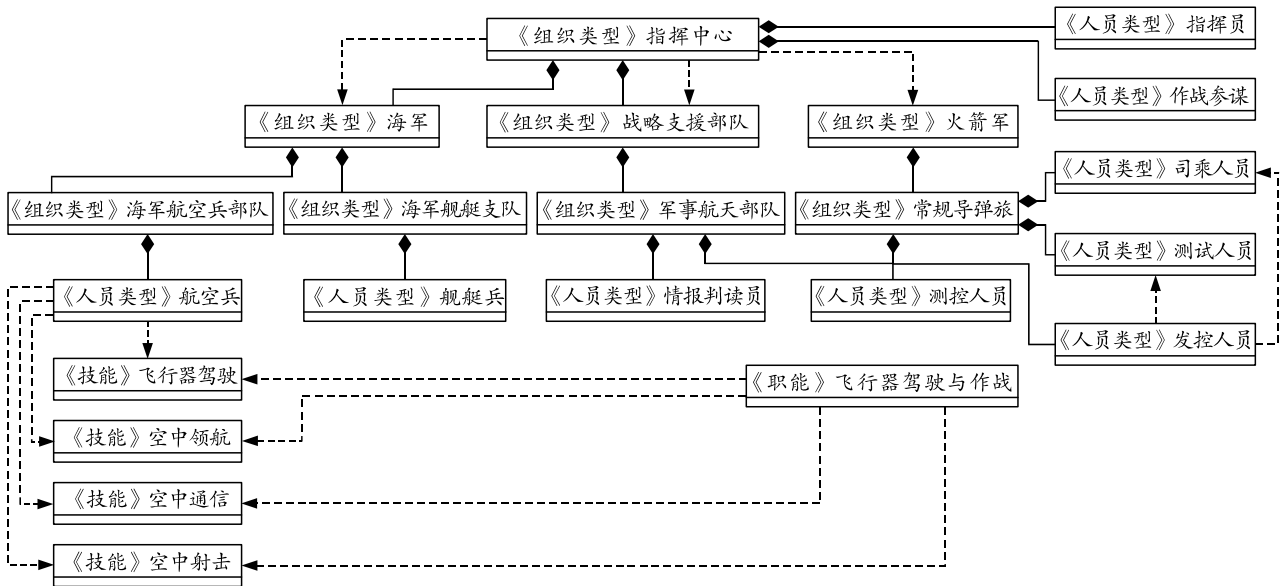 《组织类型》指挥中心
《人员类型》指挥员
《人员类型》作战参谋
《组织类型》海军
《组织类型》战略支援部队
《组织类型》火箭军
《人员类型》司乘人员
《组织类型》海军航空兵部队
《组织类型》海军舰艇支队
《组织类型》军事航天部队
《组织类型》常规导弹旅
《人员类型》测试人员
《人员类型》航空兵
《人员类型》舰艇兵
《人员类型》情报判读员
《人员类型》测控人员
《人员类型》发控人员
《技能》飞行器驾驶
《职能》飞行器驾驶与作战
《技能》空中领航
《技能》空中通信
《技能》空中射击